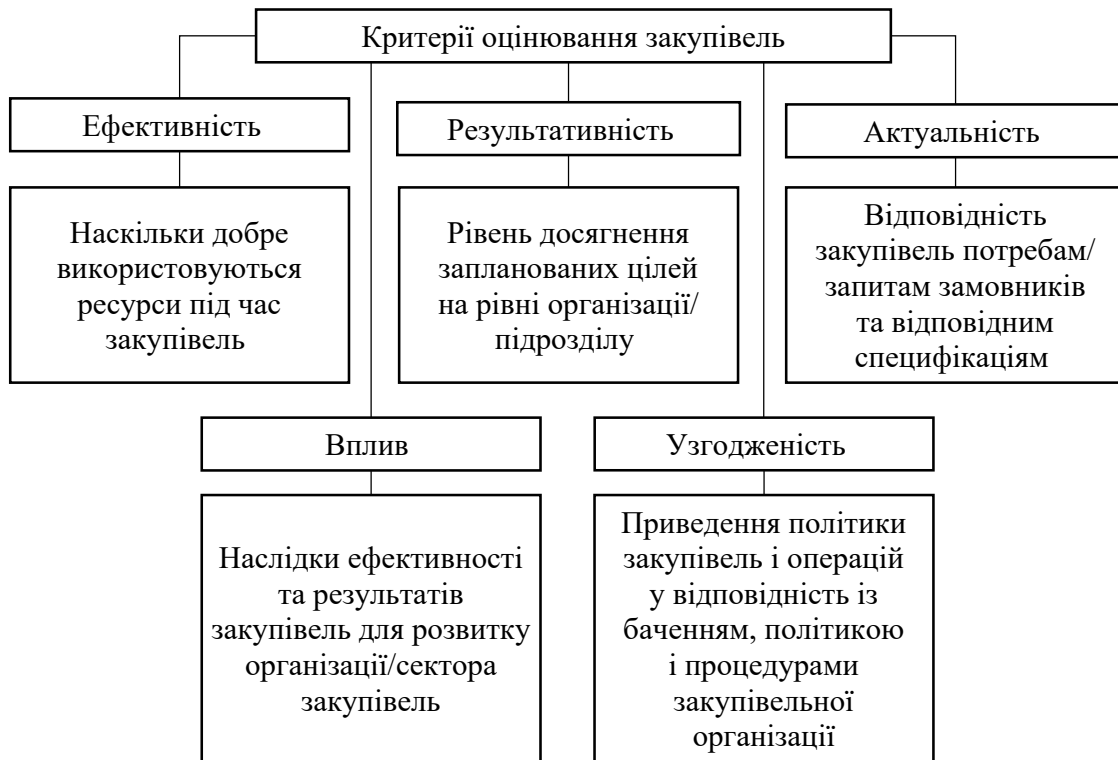 Критерії оцінювання закупівель
Ефективність
Наскільки добре
використовуються
ресурси під час
закупівель
Результативність
Рівень досягнення
запланованих цілей
на рівні організації/
підрозділу
Актуальність
Відповідність
закупівель потребам/
запитам замовників
та відповідним
специфікаціям
Вплив
Наслідки ефективності
та результатів
закупівель для розвитку
організації/сектора
закупівель
Узгодженість
Приведення політики
закупівель і операцій
у відповідність із
баченням, політикою
і процедурами
закупівельної
організації